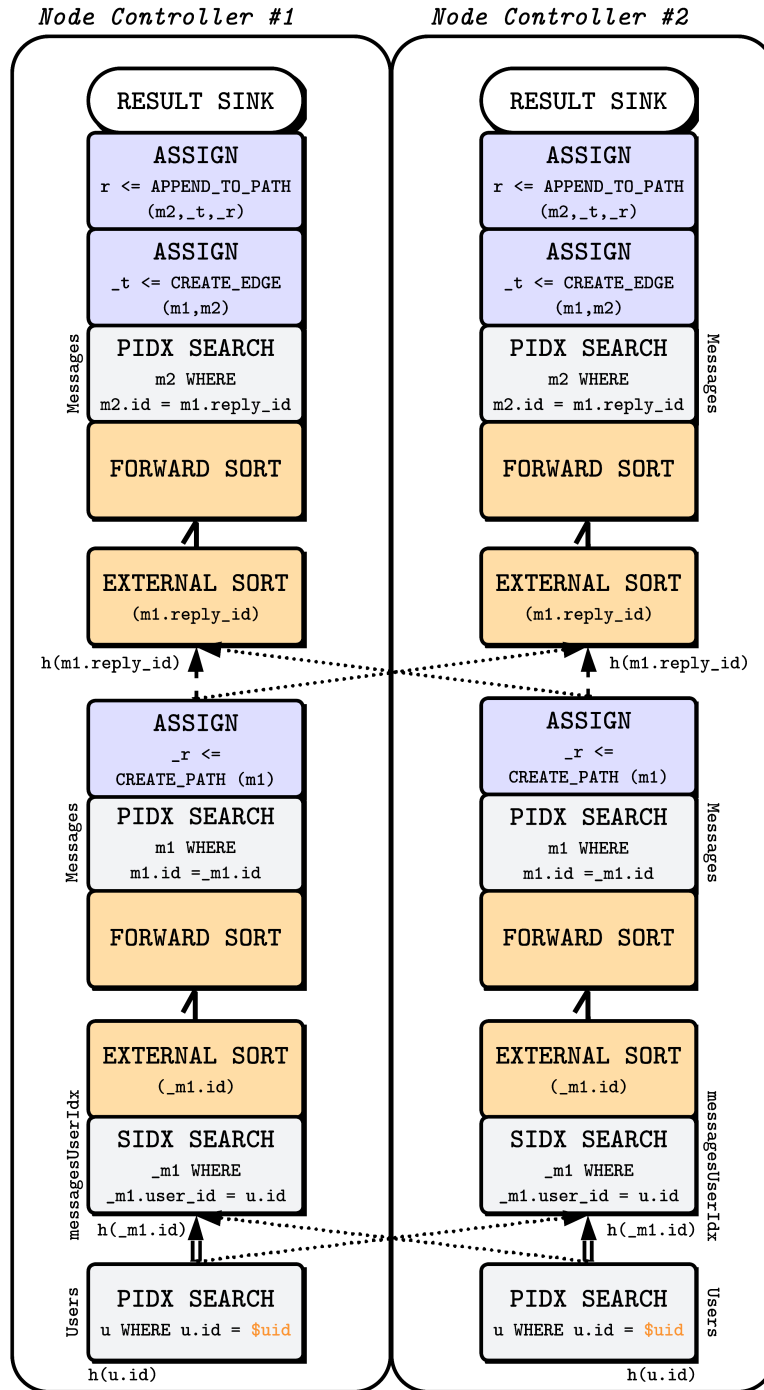 Node Controller #1
RESULT SINK
ASSIGN
r <= APPEND_TO_PATH
(m2,_t,_r)
ASSIGN
_t <= CREATE_EDGE
(m1,m2)
Messages
PIDX SEARCH
m2 WHERE
m2.id = m1.reply_id
FORWARD SORT
EXTERNAL SORT
(m1.reply_id)
h(m1.reply_id)
ASSIGN
_r <=
CREATE_PATH (m1)
Messages
PIDX SEARCH
m1 WHERE
m1.id =_m1.id
FORWARD SORT
EXTERNAL SORT
(_m1.id)
messagesUserIdx
SIDX SEARCH
_m1 WHERE
_m1.user_id = u.id
h(_m1.id)
Users
PIDX SEARCH
u WHERE u.id = $uid
h(u.id)
Node Controller #2
RESULT SINK
ASSIGN
r <= APPEND_TO_PATH
(m2,_t,_r)
ASSIGN
_t <= CREATE_EDGE
(m1,m2)
PIDX SEARCH
m2 WHERE
m2.id = m1.reply_id
Messages
FORWARD SORT
EXTERNAL SORT
(m1.reply_id)
h(m1.reply_id)
ASSIGN
_r <=
CREATE_PATH (m1)
PIDX SEARCH
m1 WHERE
m1.id =_m1.id
Messages
FORWARD SORT
EXTERNAL SORT
(_m1.id)
SIDX SEARCH
_m1 WHERE
_m1.user_id = u.id
messagesUserIdx
h(_m1.id)
PIDX SEARCH
u WHERE u.id = $uid
Users
h(u.id)